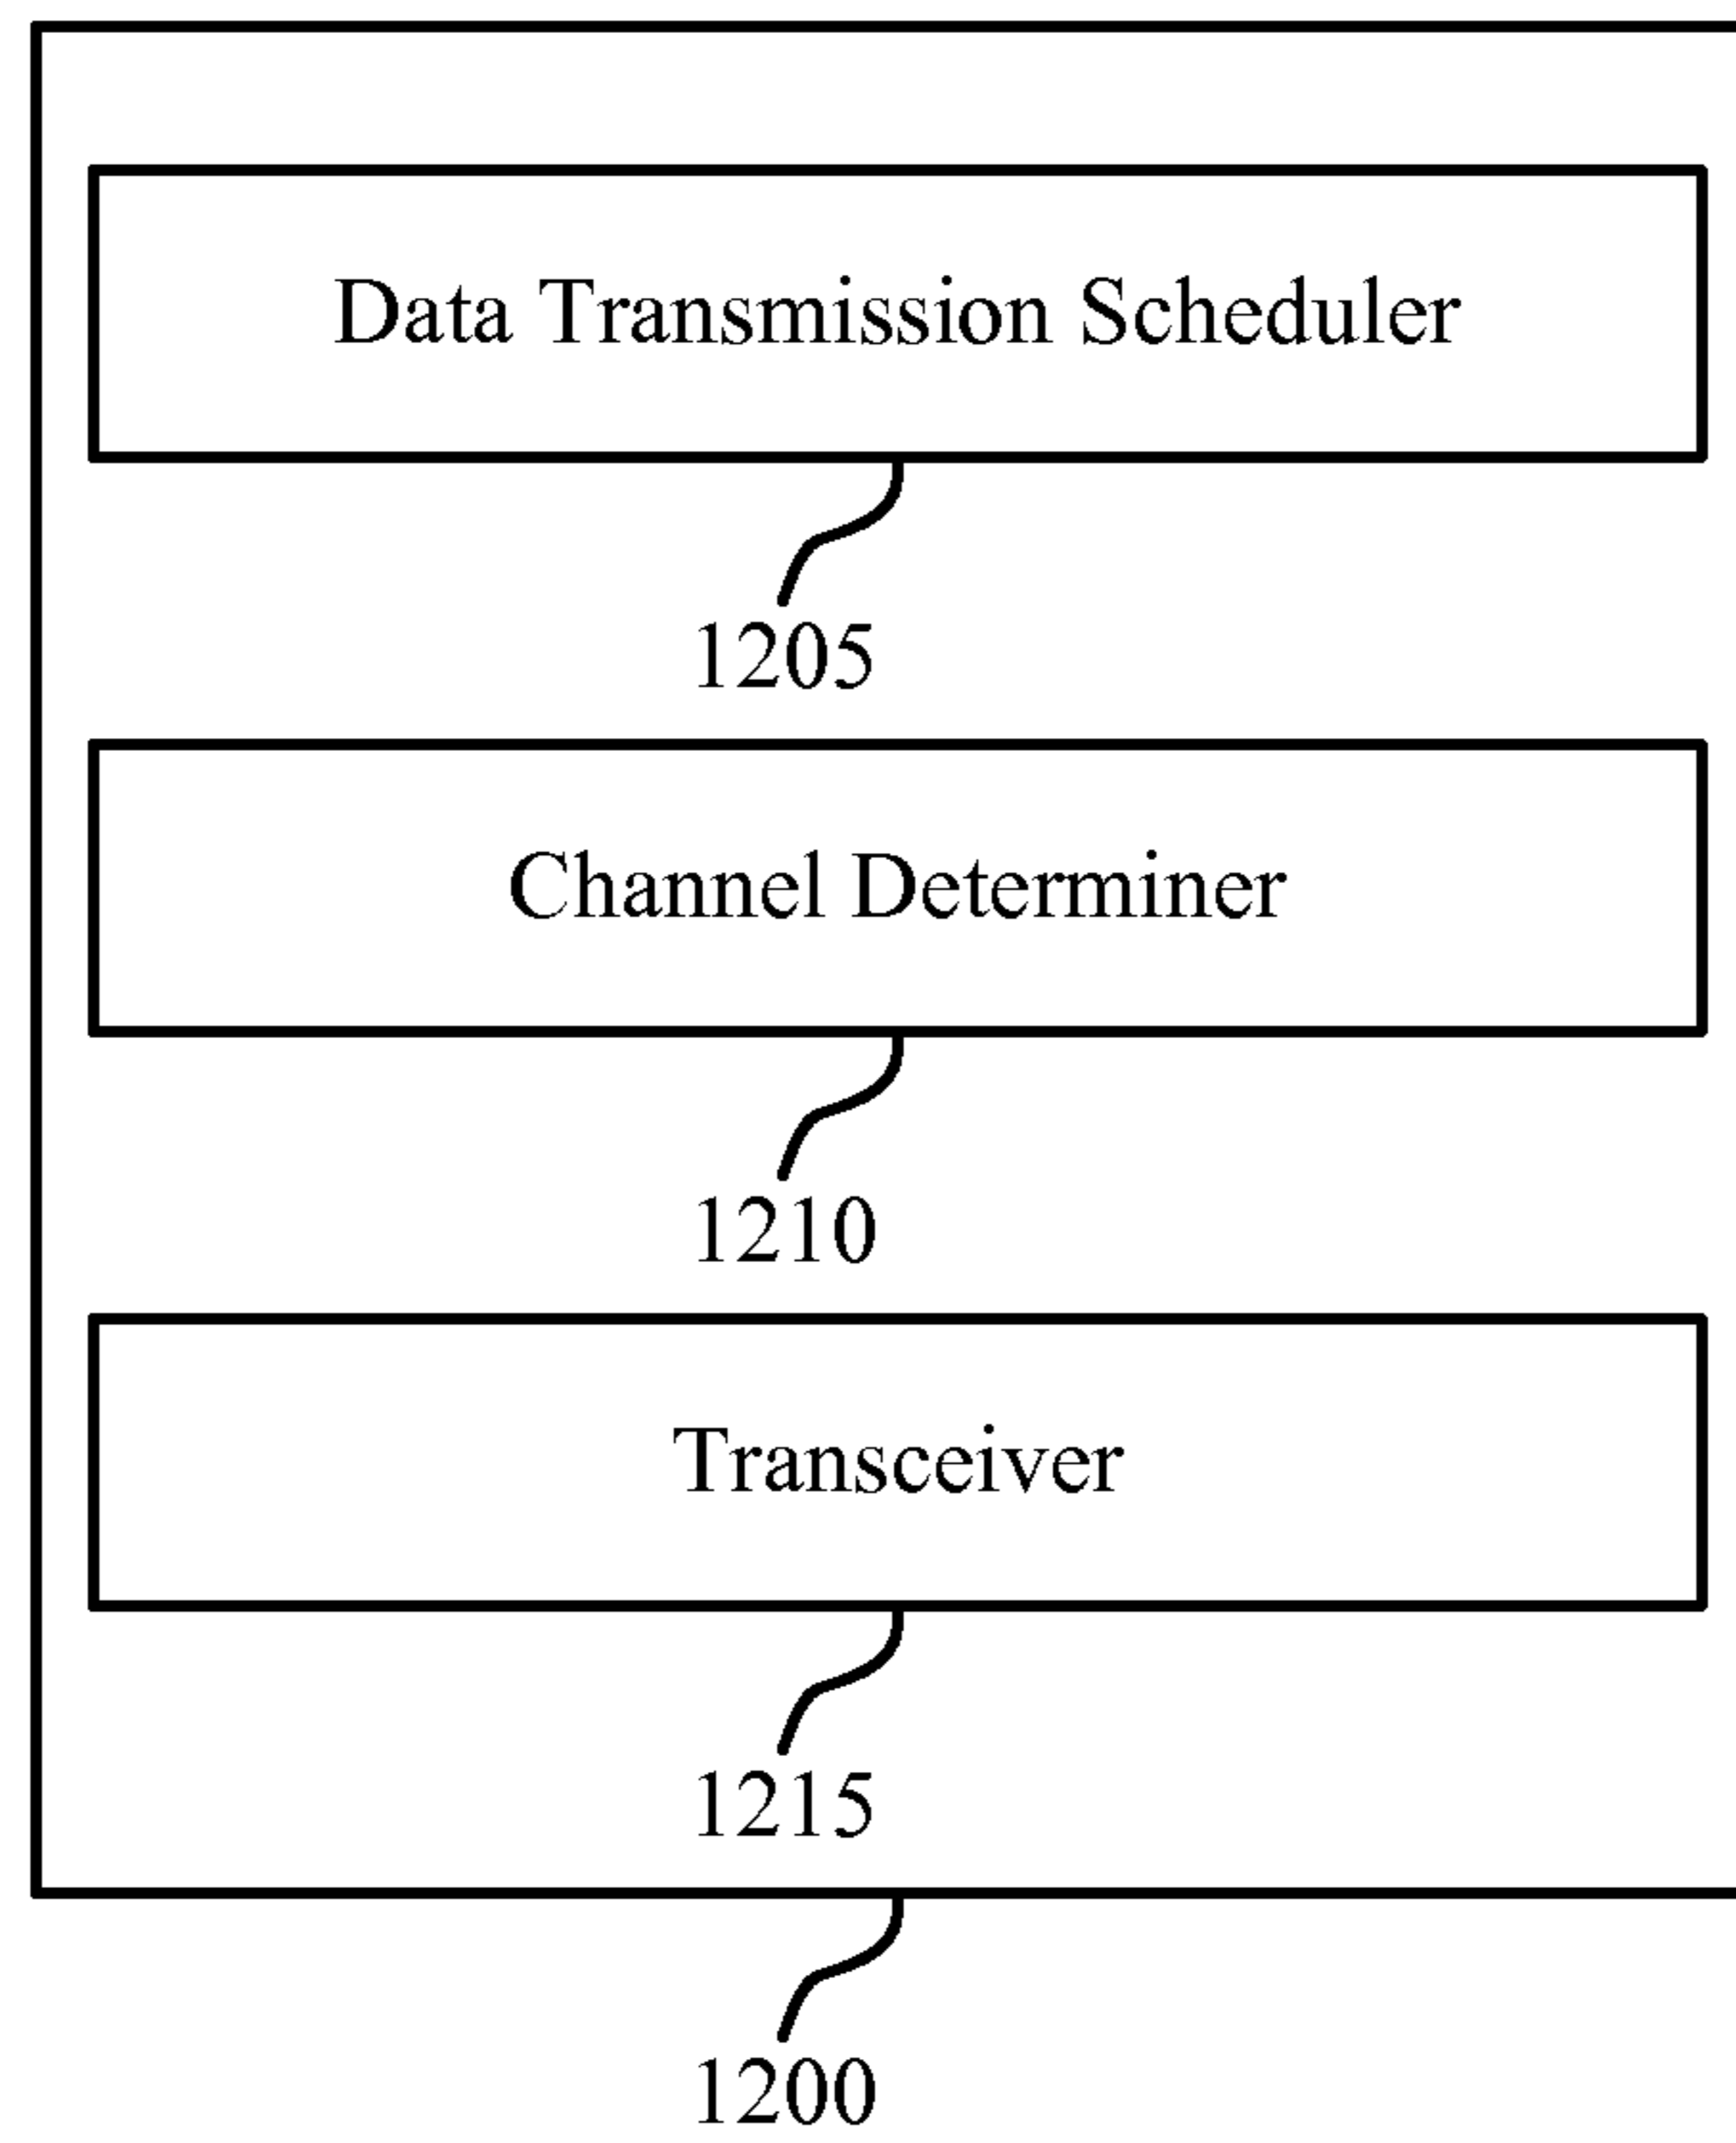 Data Transmission Scheduler
1205
Channel Determiner
1210
Transceiver
1215
1200